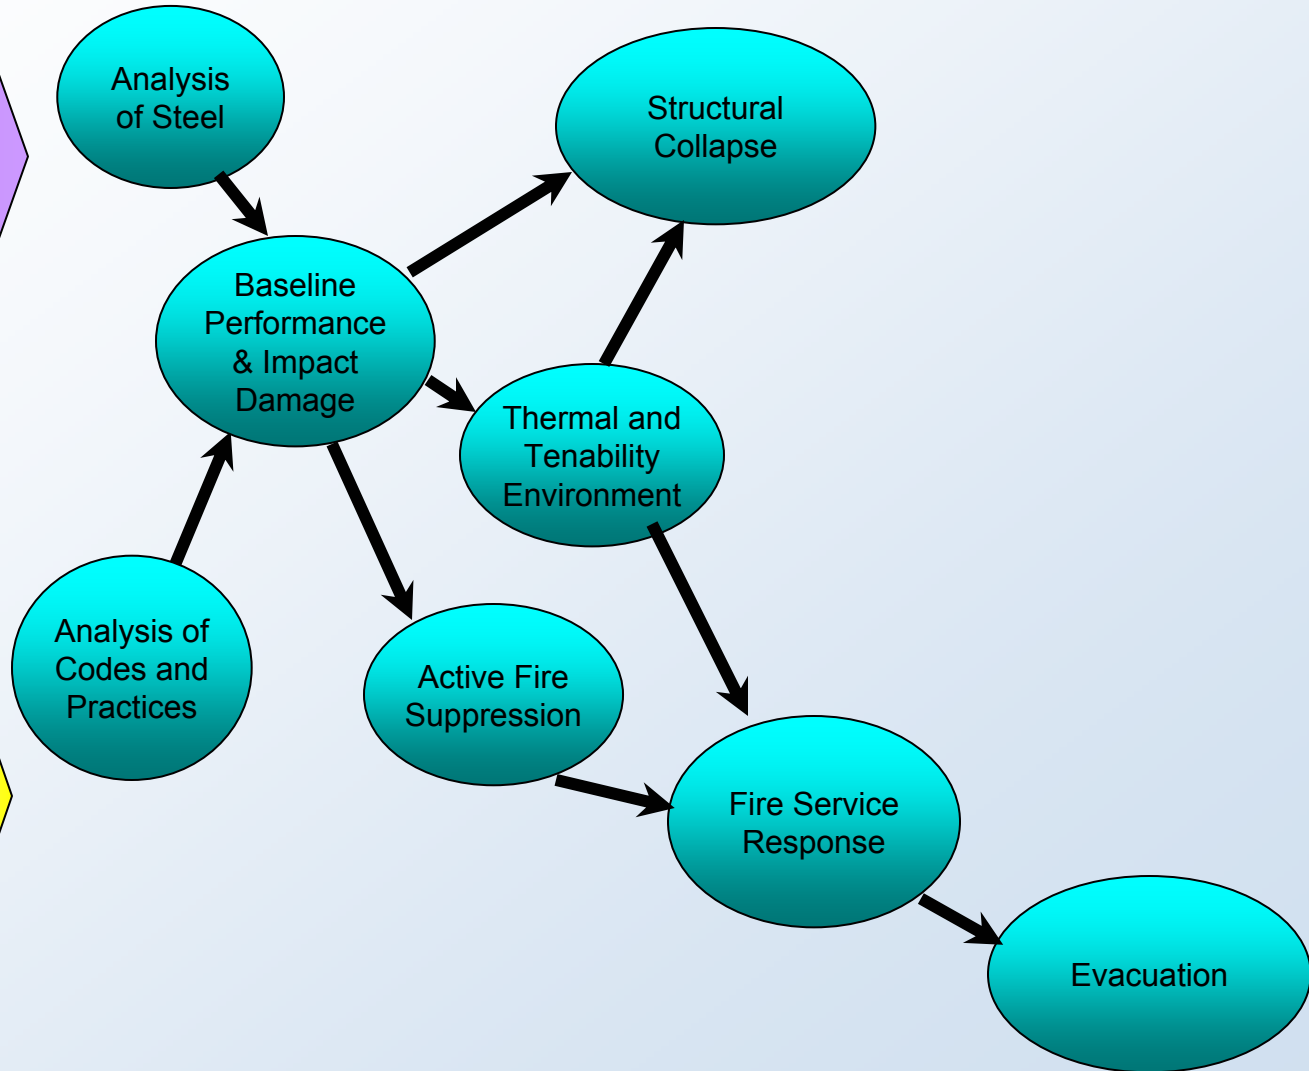 Analysis
of Steel
Structural
Collapse
Baseline
Performance
& Impact
Damage
Thermal and
Tenability
Environment
Analysis of
Codes and
Practices
Active Fire
Suppression
Fire Service
Response
Evacuation